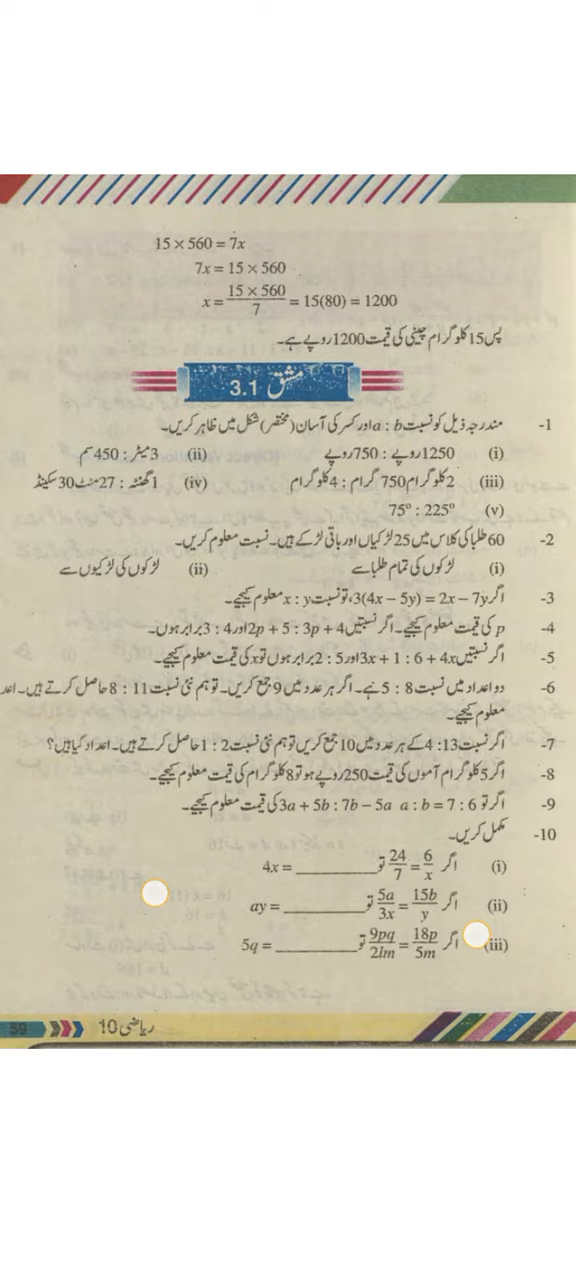 15 × 560 = 7x
7x = 15 × 560
x = 15 × 560 / 7 = 15(80) = 1200
پس 15 کلوگرام چینی کی قیمت 1200 روپے ہے۔
مشق 3.1
1- مندرجہ ذیل کو نسبت a : b اور کسر کی آسان (مختصر) شکل میں ظاہر کریں۔
(i) 1250 روپے : 750 روپے (ii) 3 میٹر : 450 سم
(iii) 2 کلوگرام 750 گرام : 4 کلوگرام (iv) 1 گھنٹہ : 27 منٹ 30 سیکنڈ
(v) 75° : 225°
2- 60 طلبا کی کلاس میں 25 لڑکیاں اور باقی لڑکے ہیں۔ نسبت معلوم کریں۔
(i) لڑکوں کی تمام طلبا سے (ii) لڑکوں کی لڑکیوں سے
3- اگر 3(4x – 5y) = 2x – 7y، تو نسبت x : y معلوم کیجیے۔
4- p کی قیمت معلوم کیجیے۔ اگر نسبتیں 2p + 5 : 3p + 4 اور 3 : 4 برابر ہوں۔
5- اگر نسبتیں 3x + 1 : 6 + 4x اور 2 : 5 برابر ہوں تو x کی قیمت معلوم کیجیے۔
6- دو اعداد میں نسبت 5 : 8 ہے۔ اگر ہر عدد میں 9 جمع کریں۔ تو ہم نئی نسبت 8 : 11 حاصل کرتے ہیں۔ اعد
معلوم کیجیے۔
7- اگر نسبت 4 :13 کے ہر عدد میں 10 جمع کریں تو ہم نئی نسبت 1 : 2 حاصل کرتے ہیں۔ اعداد کیا ہیں؟
8- اگر 5 کلوگرام آموں کی قیمت 250 روپے ہو تو 8 کلوگرام کی قیمت معلوم کیجیے۔
9- اگر a : b = 7 : 6 تو 3a + 5b : 7b – 5a کی قیمت معلوم کیجیے۔
10- مکمل کریں۔
(i) اگر 24/7 = 6/x تو 4x = ________
(ii) اگر 5a/3x = 15b/y تو ay = ________
(iii) اگر 9pq/2lm = 18p/5m تو 5q = ________
ریاضی 10
59